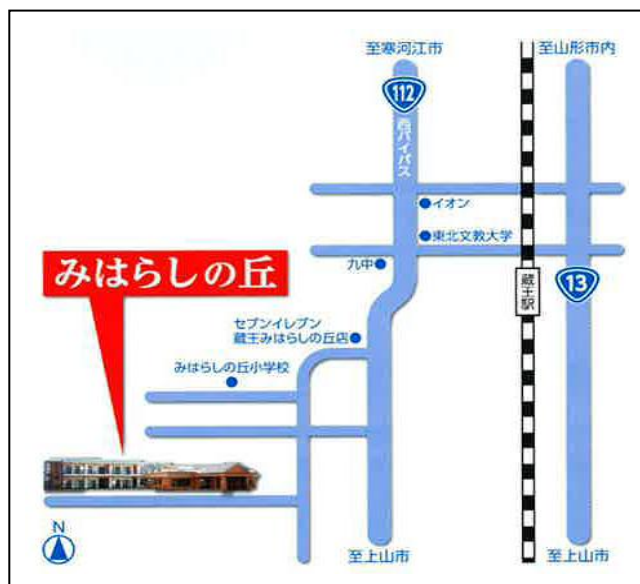 至寒河江市
至山形市内
112
西バイパス
イオン
東北文教大学
九中
みはらしの丘
蔵王駅
13
セブンイレブン
蔵王みはらしの丘店
みはらしの丘小学校
N
至上山市
至上山市